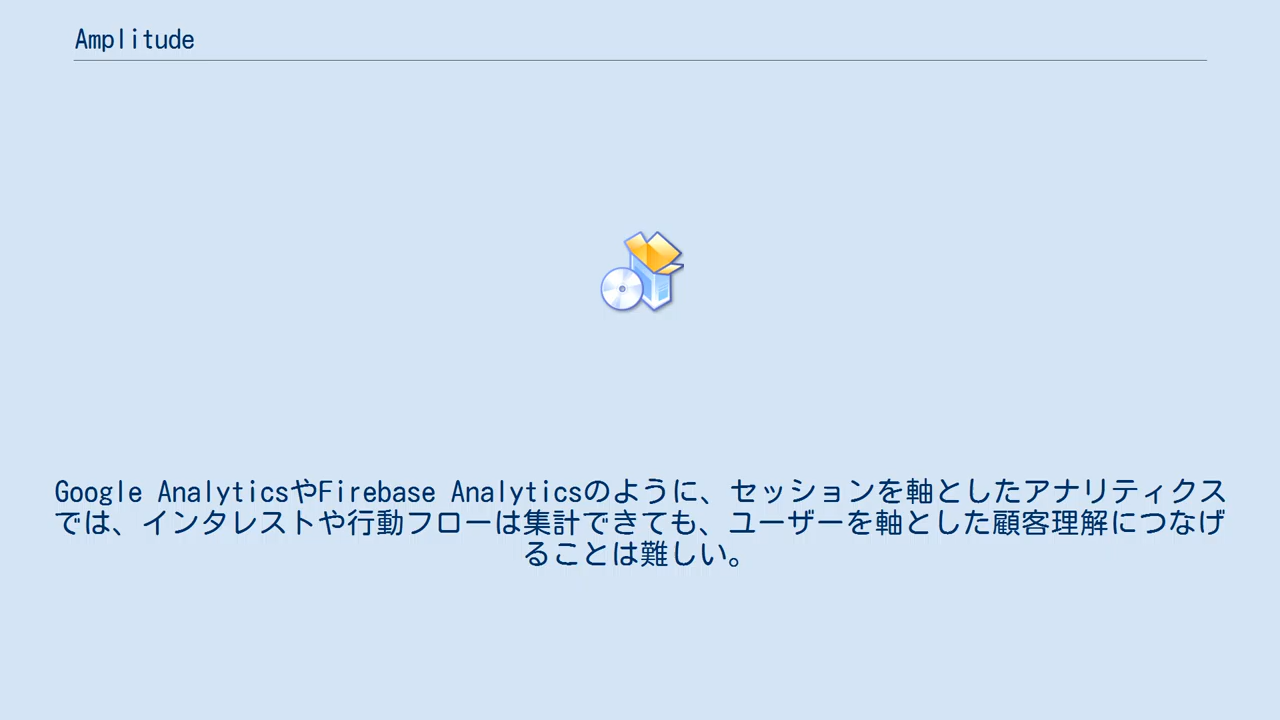 Amplitude
Google AnalyticsやFirebase Analyticsのように、セッションを軸としたアナリティクス
では、インタレストや行動フローは集計できても、ユーザーを軸とした顧客理解につなげ
ることは難しい。